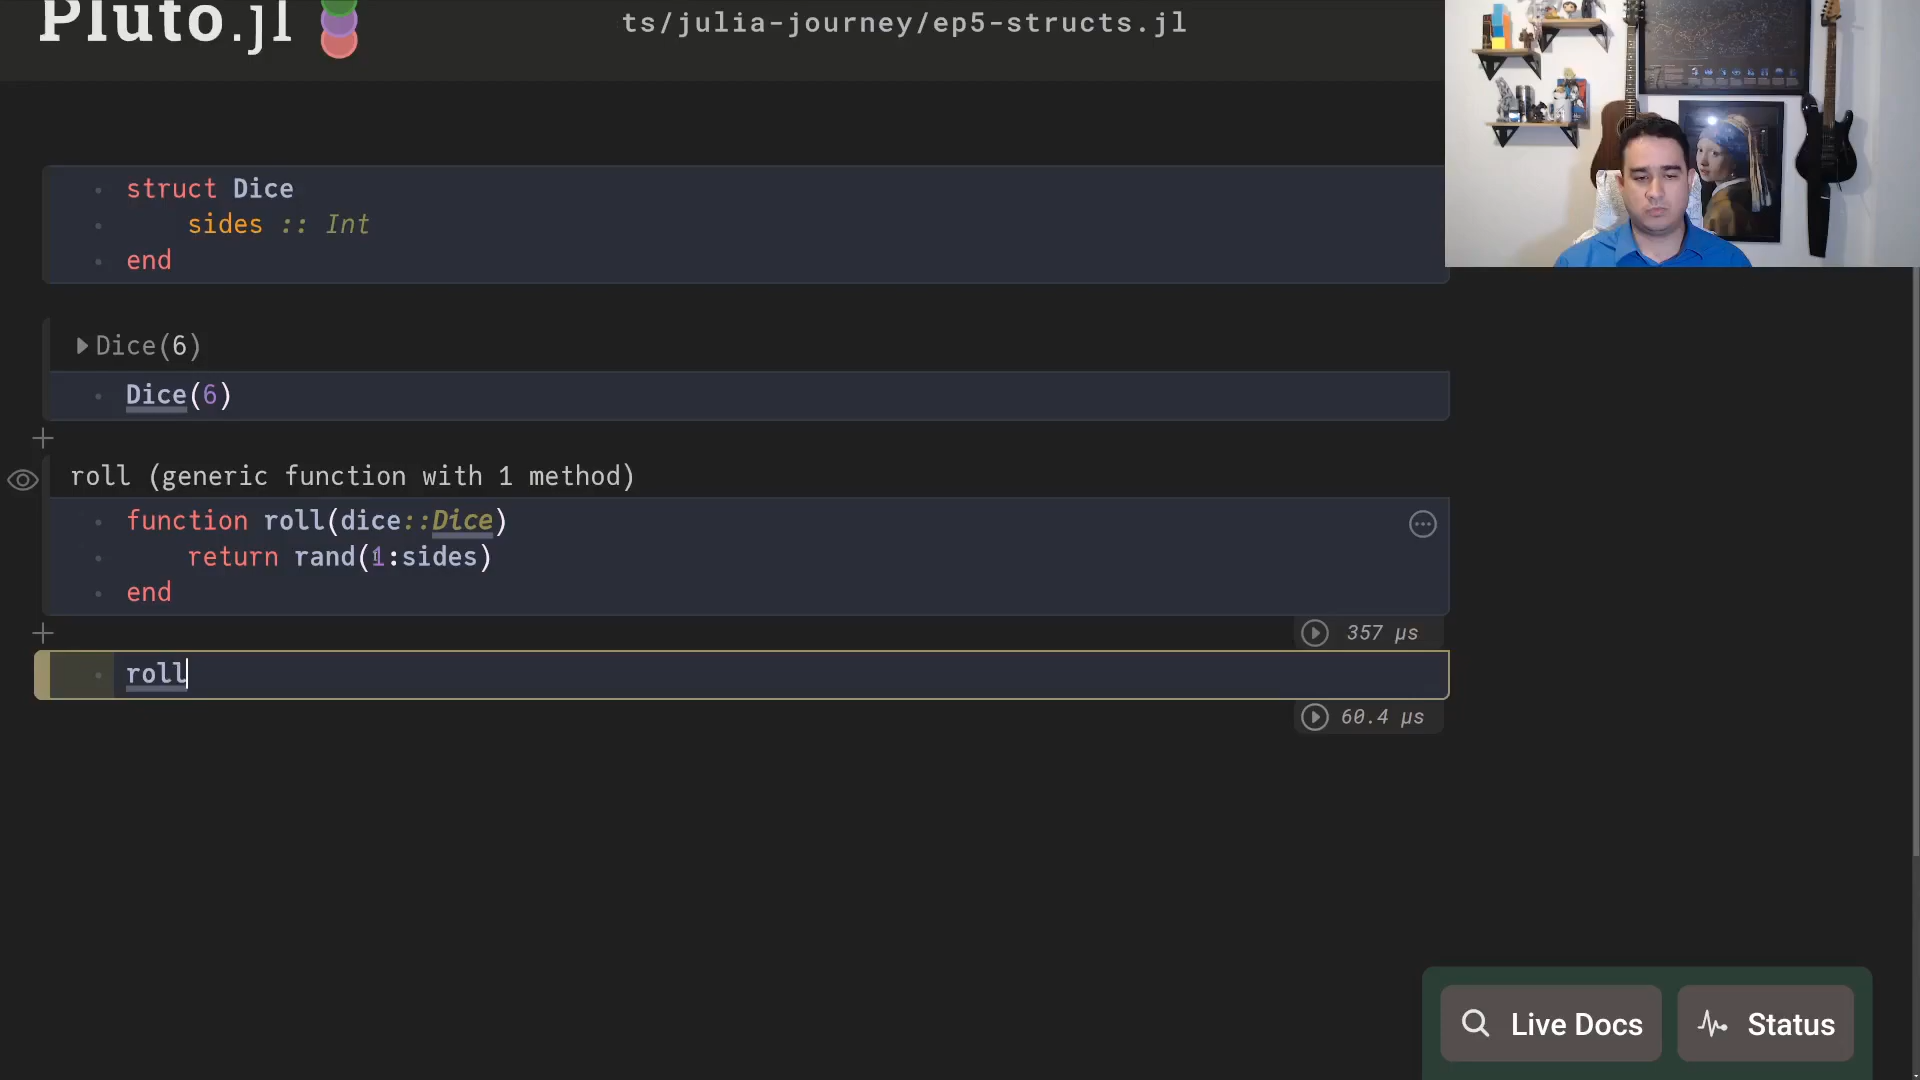 Pluto.jl
ts/julia-journey/ep5-structs.jl
struct Dice
sides :: Int
end
Dice(6)
Dice(6)
roll (generic function with 1 method)
function roll(dice::Dice)
return rand(1:sides)
end
357 μs
roll
60.4 μs
Live Docs
Status